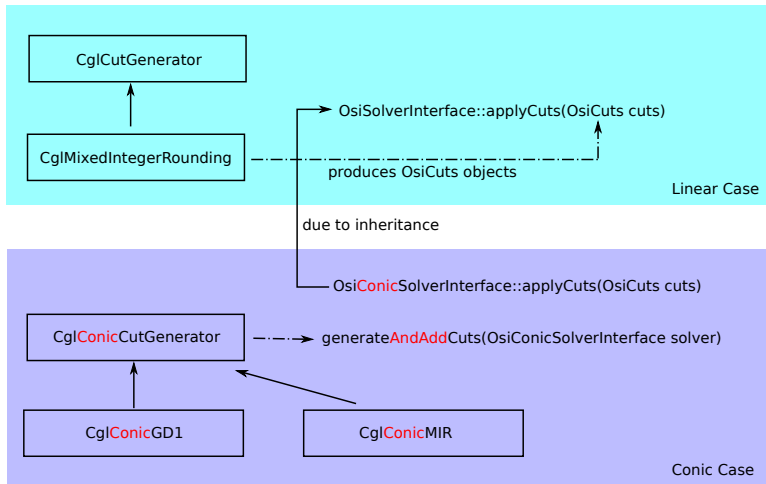 CglCutGenerator
OsiSolverInterface::applyCuts(OsiCuts cuts)
CglMixedIntegerRounding
produces OsiCuts objects
Linear Case
due to inheritance
OsiConicSolverInterface::applyCuts(OsiCuts cuts)
CglConicCutGenerator
generateAndAddCuts(OsiConicSolverInterface solver)
CglConicGD1
CglConicMIR
Conic Case